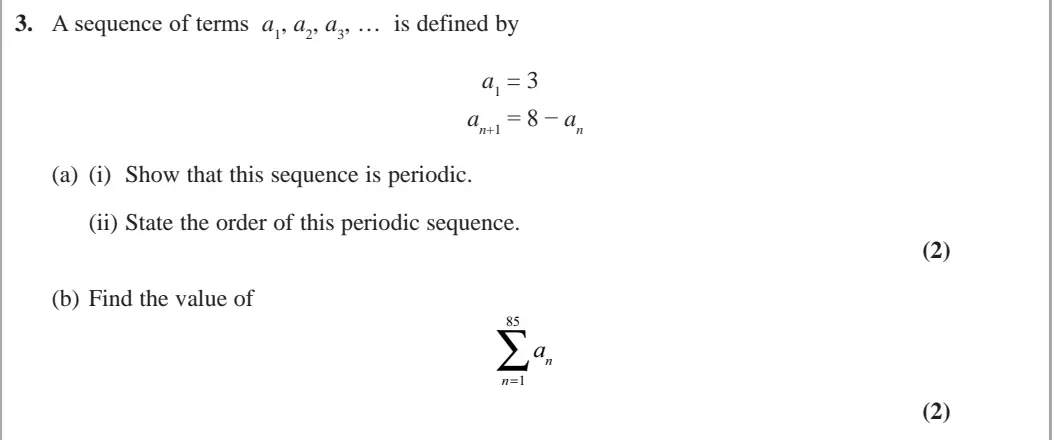 3. A sequence of terms a₁, a₂, a₃, … is defined by
a₁ = 3
aₙ₊₁ = 8 − aₙ
(a) (i) Show that this sequence is periodic.
(ii) State the order of this periodic sequence.
(2)
(b) Find the value of
85
∑ aₙ
n=1
(2)